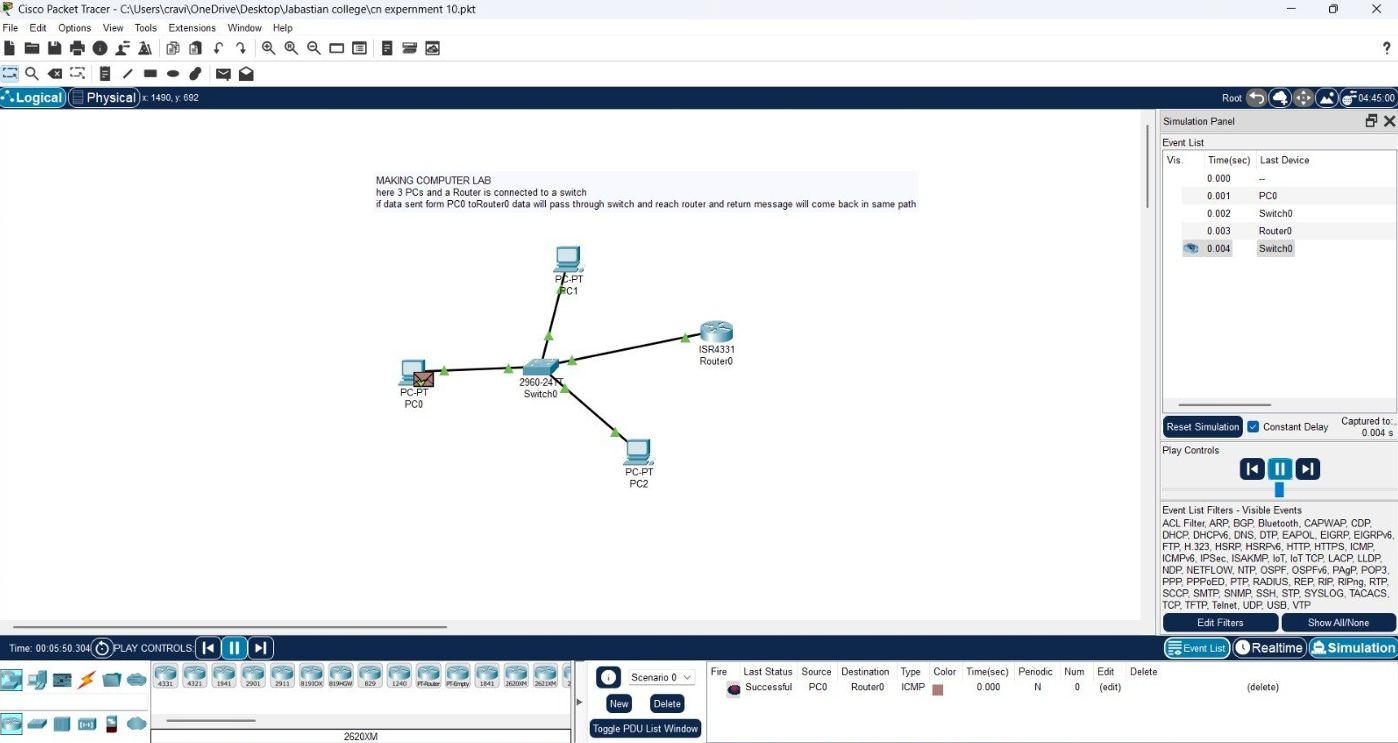 Cisco Packet Tracer - C:\Users\cravi\OneDrive\Desktop\Jabastian college\cn expernment 10.pkt
File Edit Options View Tools Extensions Window Help
?
Logical Physical x: 1490, y: 692
Root 04:45:00
MAKING COMPUTER LAB
here 3 PCs and a Router is connected to a switch
if data sent form PC0 toRouter0 data will pass through switch and reach router and return message will come back in same path
PC-PT
PC1
ISR4331
Router0
PC-PT
PC0
2960-24TT
Switch0
PC-PT
PC2
Simulation Panel
Event List
Vis. Time(sec) Last Device
0.000 --
0.001 PC0
0.002 Switch0
0.003 Router0
0.004 Switch0
Reset Simulation Constant Delay Captured to:
0.004 s
Play Controls
Event List Filters - Visible Events
ACL Filter, ARP, BGP, Bluetooth, CAPWAP, CDP,
DHCP, DHCPv6, DNS, DTP, EAPOL, EIGRP, EIGRPv6,
FTP, H.323, HSRP, HSRPv6, HTTP, HTTPS, ICMP,
ICMPv6, IPSec, ISAKMP, IoT, IoT TCP, LACP, LLDP,
NDP, NETFLOW, NTP, OSPF, OSPFv6, PAgP, POP3,
PPP, PPPoED, PTP, RADIUS, REP, RIP, RIPng, RTP,
SCCP, SMTP, SNMP, SSH, STP, SYSLOG, TACACS,
TCP, TFTP, Telnet, UDP, USB, VTP
Edit Filters Show All/None
Time: 00:05:50.304 PLAY CONTROLS:
Event List Realtime Simulation
4331 4321 1941 2901 2911 819IOX 819HGW 829 1240 PT-Router PT-Empty 1841 2620XM 2621XM 2
2620XM
Scenario 0
New Delete
Toggle PDU List Window
Fire Last Status Source Destination Type Color Time(sec) Periodic Num Edit Delete
Successful PC0 Router0 ICMP 0.000 N 0 (edit) (delete)